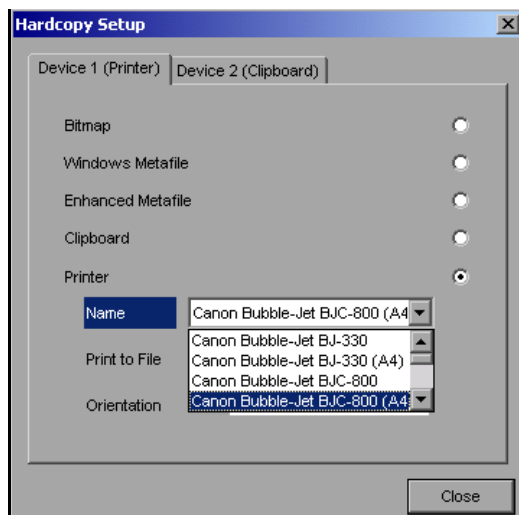 Hardcopy Setup
Device 1 (Printer)
Device 2 (Clipboard)
Bitmap
Windows Metafile
Enhanced Metafile
Clipboard
Printer
Name
Canon Bubble-Jet BJC-800 (A4
Canon Bubble-Jet BJ-330
Print to File
Canon Bubble-Jet BJ-330 (A4)
Canon Bubble-Jet BJC-800
Orientation
Canon Bubble-Jet BJC-800 (A4
Close